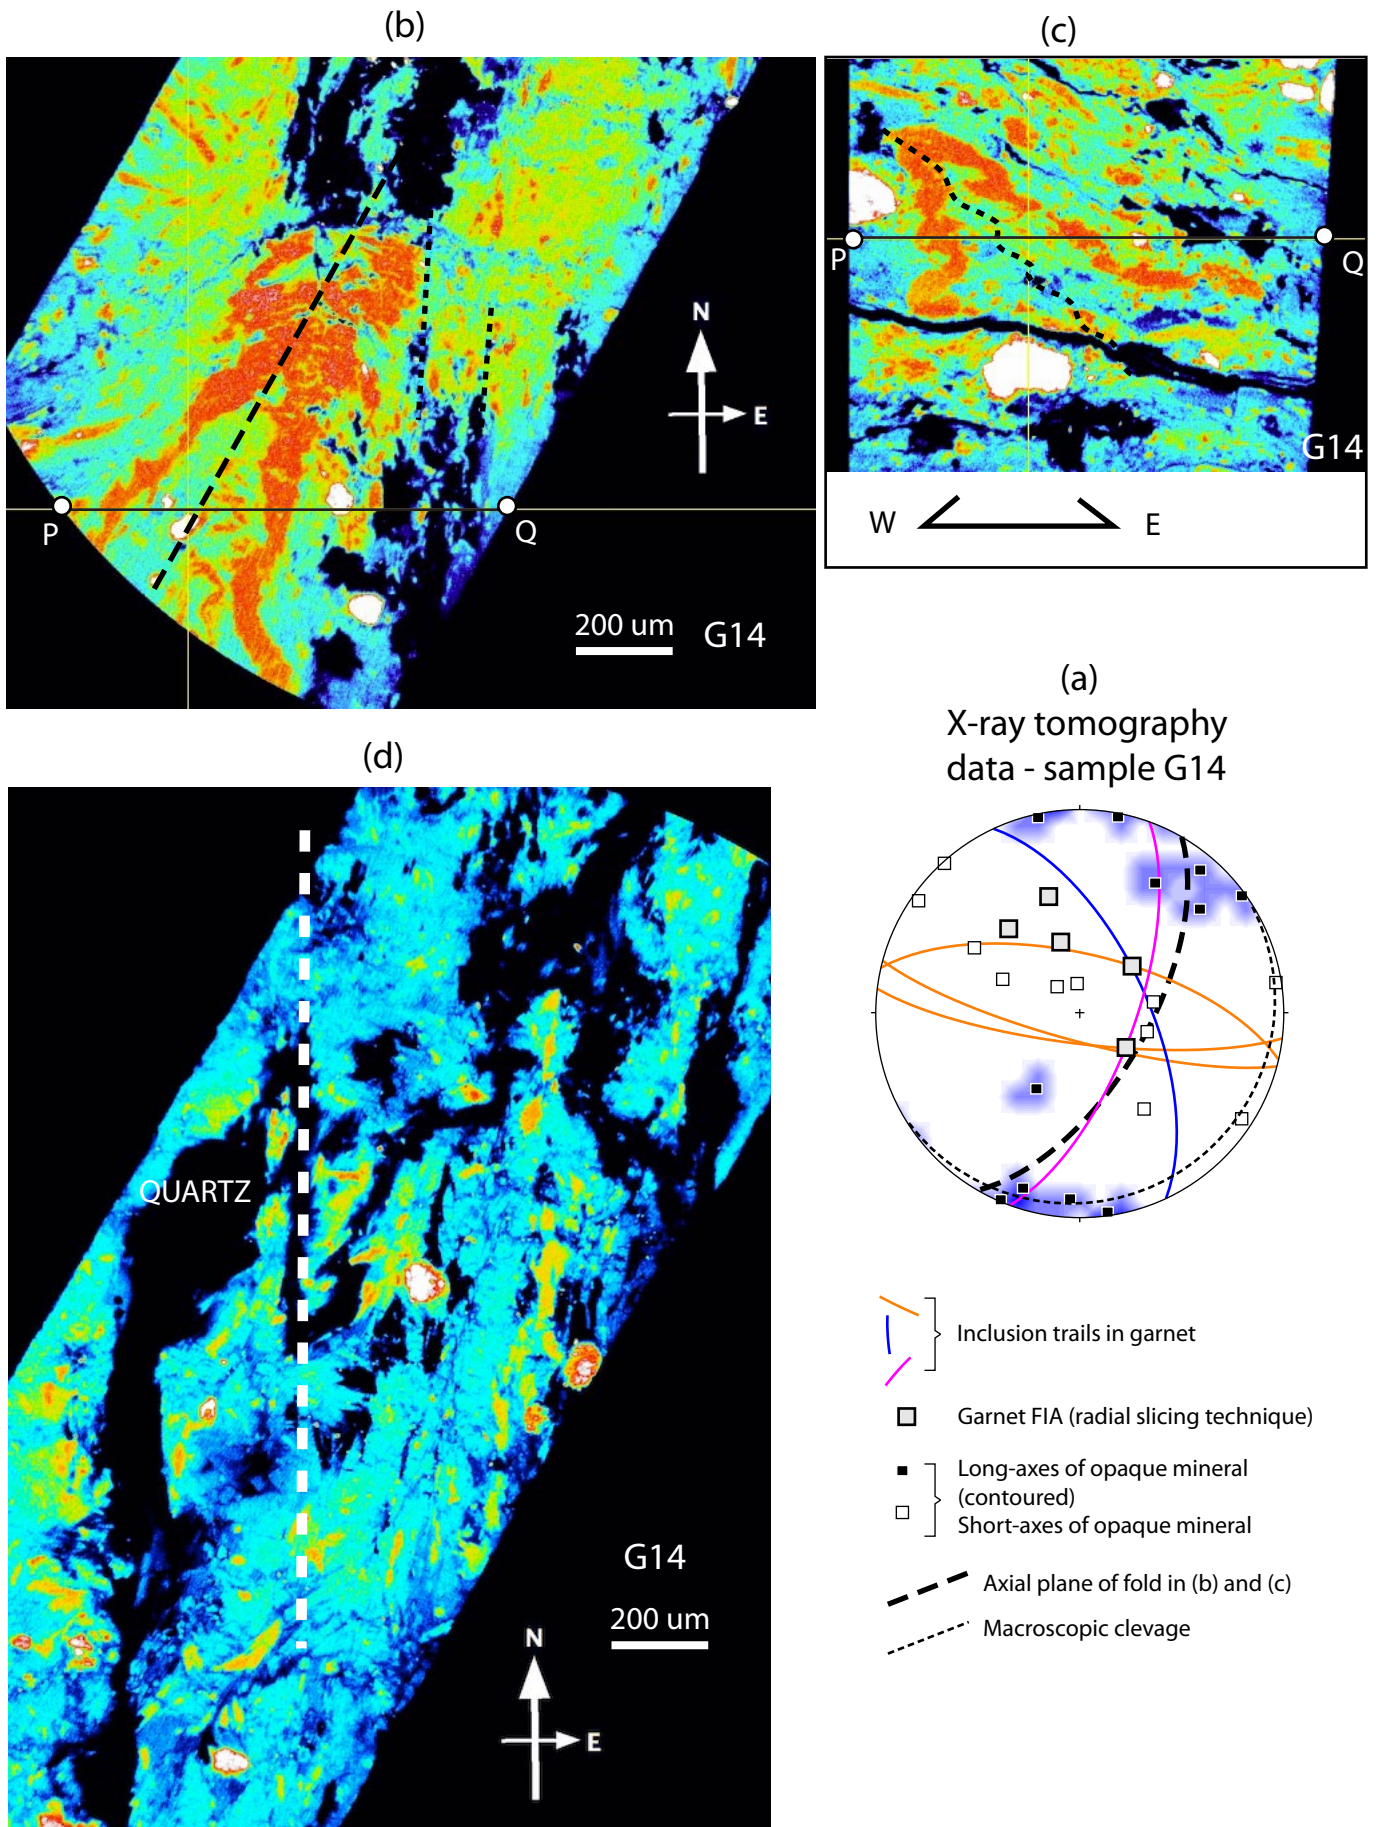 (b)
P
Q
N
E
200 um
G14
(c)
P
Q
G14
W
E
(a)
X-ray tomography
data - sample G14
Inclusion trails in garnet
Garnet FIA (radial slicing technique)
Long-axes of opaque mineral
(contoured)
Short-axes of opaque mineral
Axial plane of fold in (b) and (c)
Macroscopic clevage
(d)
QUARTZ
G14
200 um
N
E